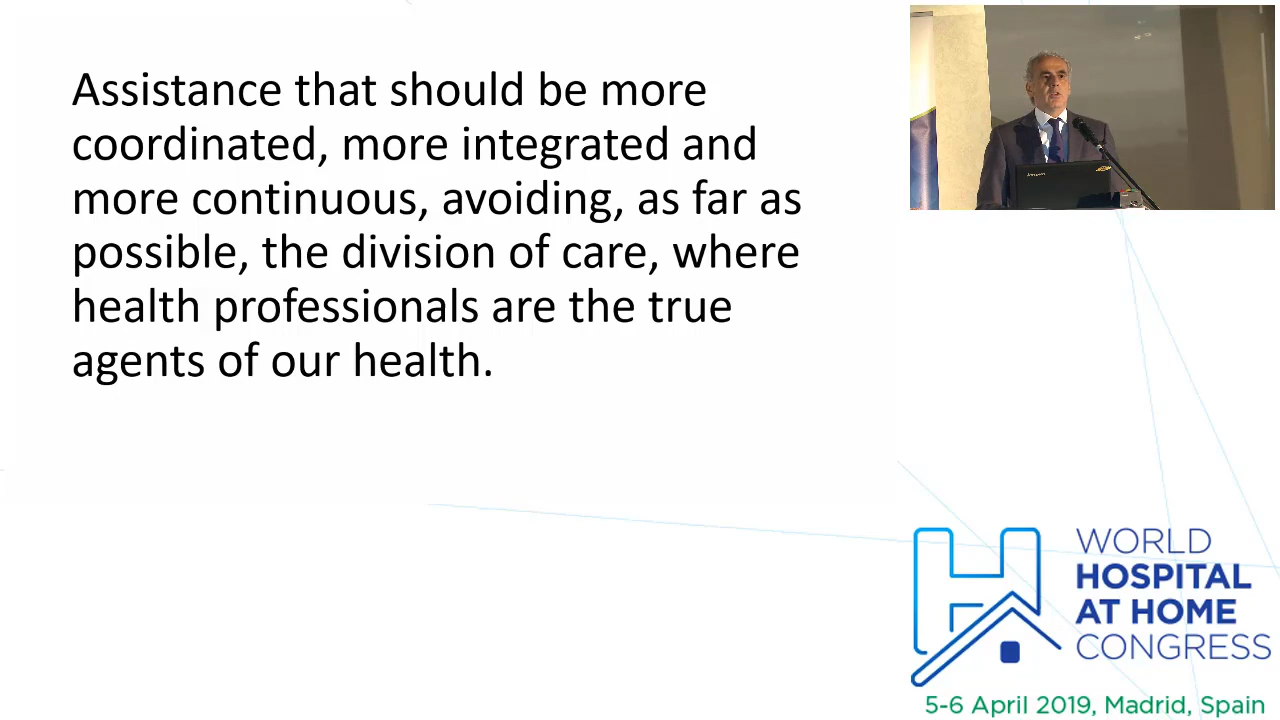 Assistance that should be more
coordinated, more integrated and
more continuous, avoiding, as far as
possible, the division of care, where
health professionals are the true
agents of our health.
WORLD
HOSPITAL
AT HOME
CONGRESS
5-6 April 2019, Madrid, Spain